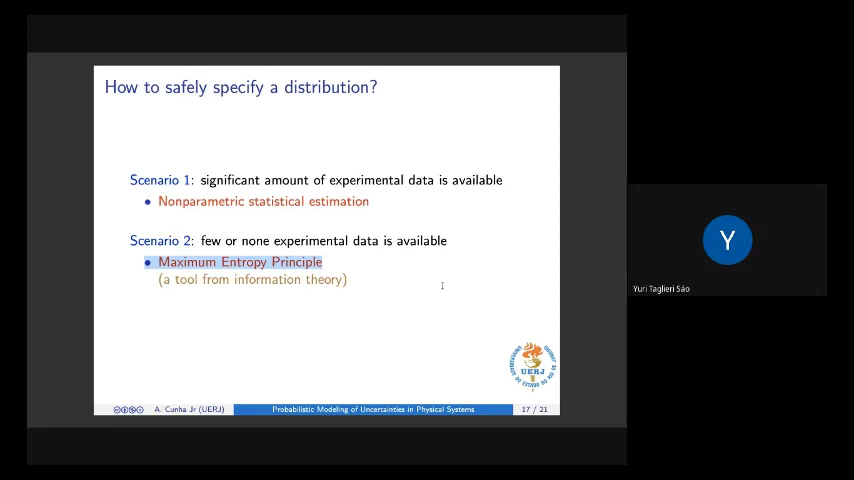 How to safely specify a distribution?
Scenario 1: significant amount of experimental data is available
• Nonparametric statistical estimation
Scenario 2: few or none experimental data is available
• Maximum Entropy Principle
(a tool from information theory)
Y
Yuri Taglieri Sáo
UERJ
A. Cunha Jr (UERJ)
Probabilistic Modeling of Uncertainties in Physical Systems
17 / 21